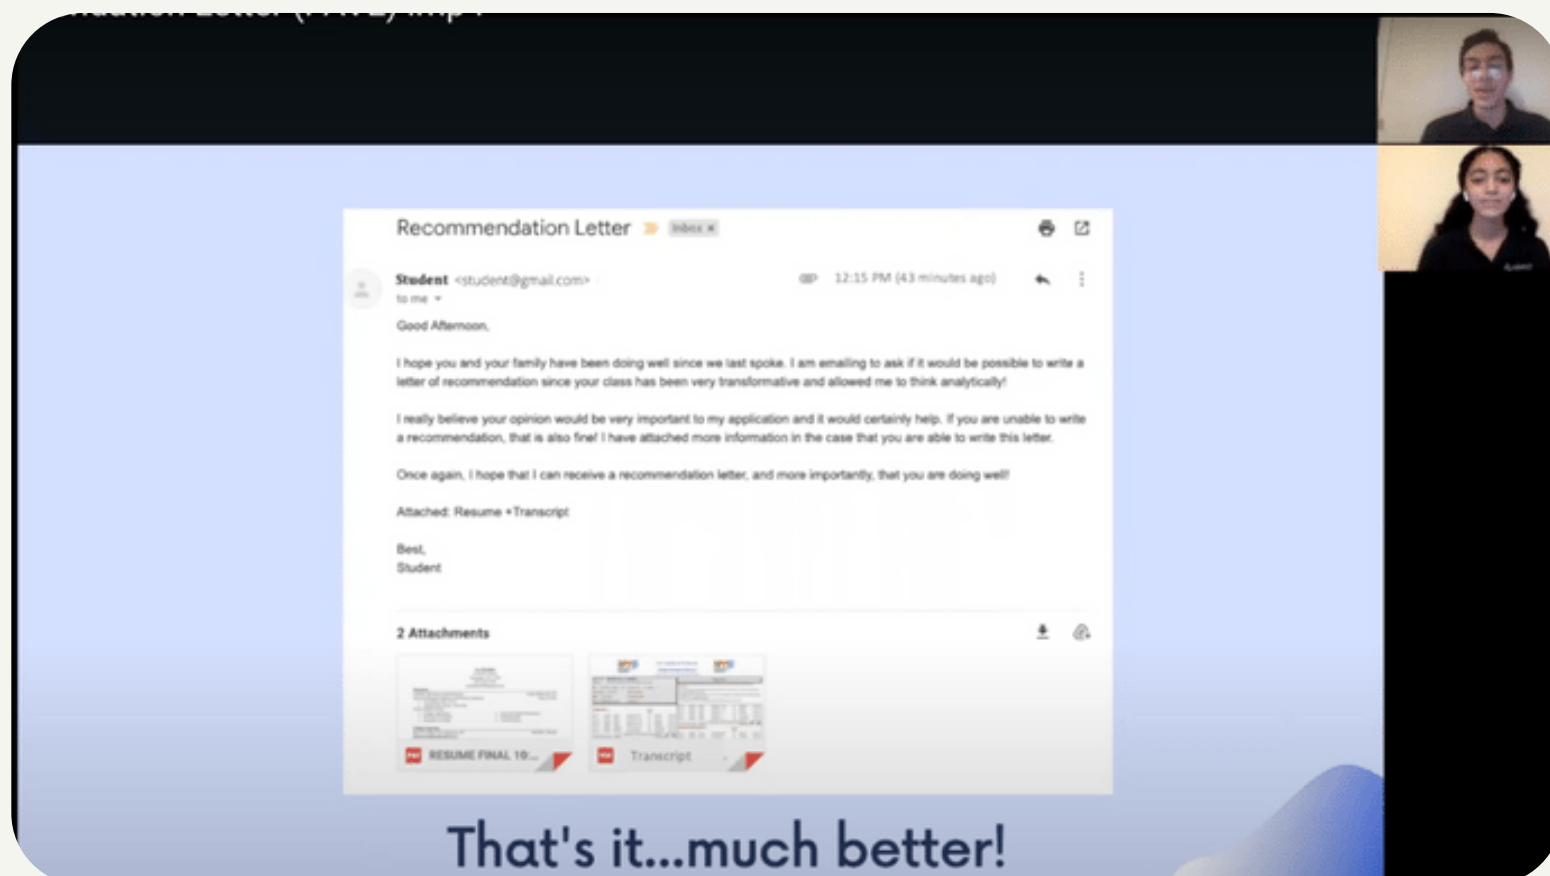 Recommendation Letter Inbox x
Student <student@gmail.com> 12:15 PM (43 minutes ago)
to me
Good Afternoon,
I hope you and your family have been doing well since we last spoke. I am emailing to ask if it would be possible to write a
letter of recommendation since your class has been very transformative and allowed me to think analytically!
I really believe your opinion would be very important to my application and it would certainly help. If you are unable to write
a recommendation, that is also fine! I have attached more information in the case that you are able to write this letter.
Once again, I hope that I can receive a recommendation letter, and more importantly, that you are doing well!
Attached: Resume +Transcript
Best,
Student
2 Attachments
RESUME FINAL 10:...
Transcript
That's it...much better!